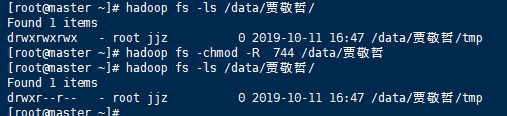 [root@master ~]# hadoop fs -ls /data/贾敬哲/
Found 1 items
drwxrwxrwx   - root jjz          0 2019-10-11 16:47 /data/贾敬哲/tmp
[root@master ~]# hadoop fs -chmod -R  744 /data/贾敬哲
[root@master ~]# hadoop fs -ls /data/贾敬哲/
Found 1 items
drwxr--r--   - root jjz          0 2019-10-11 16:47 /data/贾敬哲/tmp
[root@master ~]#